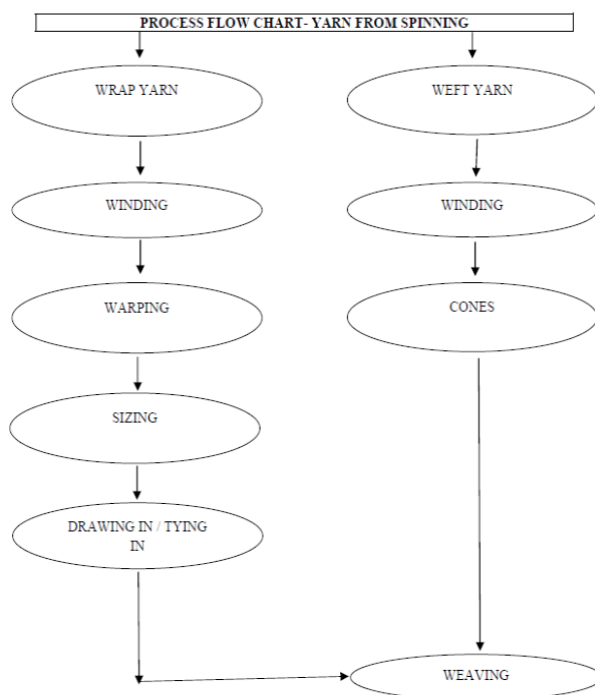 PROCESS FLOW CHART- YARN FROM SPINNING
WRAP YARN
WEFT YARN
WINDING
WINDING
WARPING
CONES
SIZING
DRAWING IN / TYING
IN
WEAVING